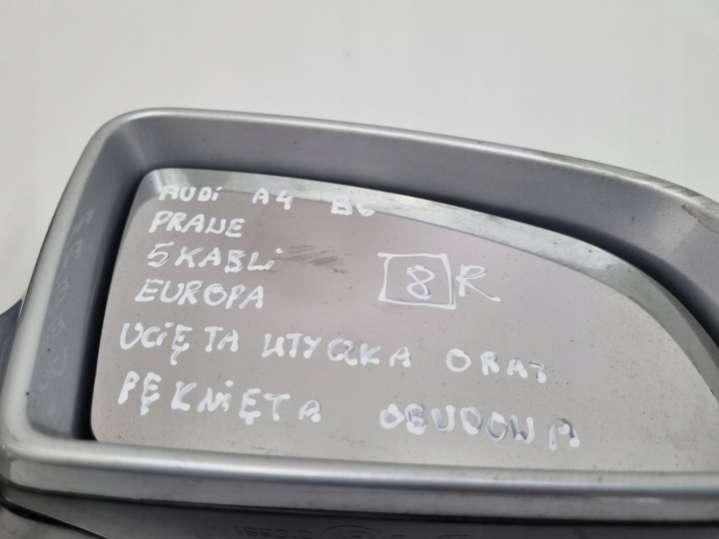 AUDI A4 B6
PRAWE
5 KABLI
EUROPA
8 R
UCIĘTA WTYCZKA ORAZ
PĘKNIĘTA OBUDOWA